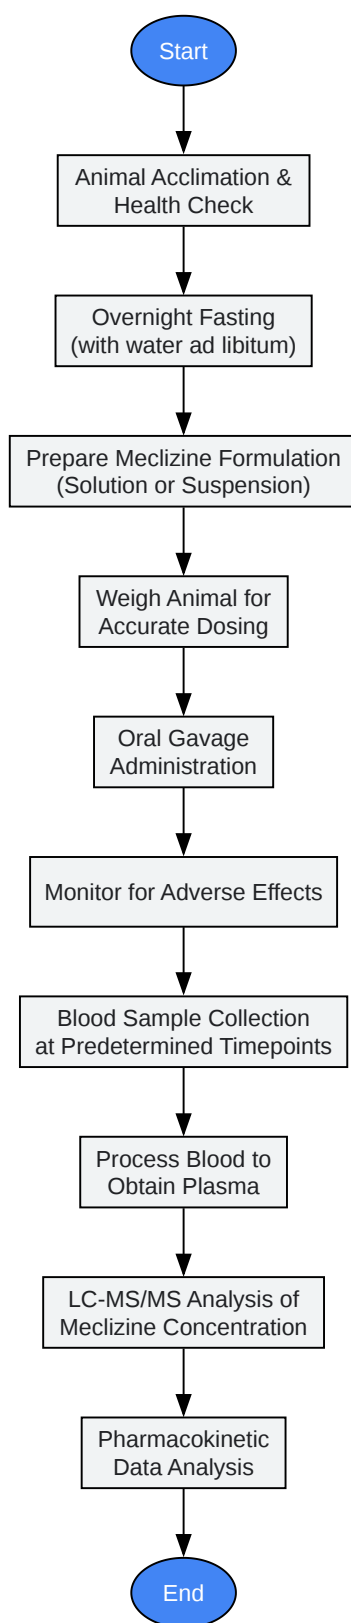 Start
Animal Acclimation &
Health Check
Overnight Fasting
(with water ad libitum)
Prepare Meclizine Formulation
(Solution or Suspension)
Weigh Animal for
Accurate Dosing
Oral Gavage
Administration
Monitor for Adverse Effects
Blood Sample Collection
at Predetermined Timepoints
Process Blood to
Obtain Plasma
LC-MS/MS Analysis of
Meclizine Concentration
Pharmacokinetic
Data Analysis
End